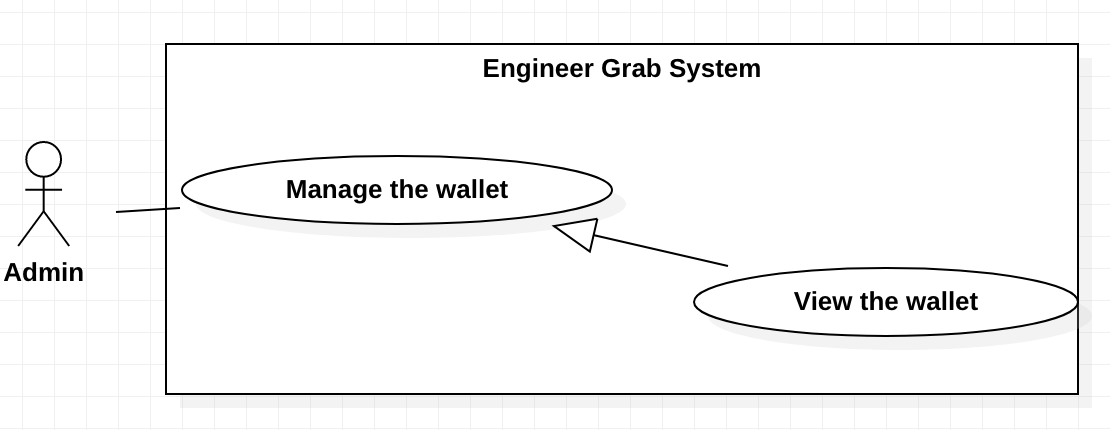 Engineer Grab System
Manage the wallet
Admin
View the wallet